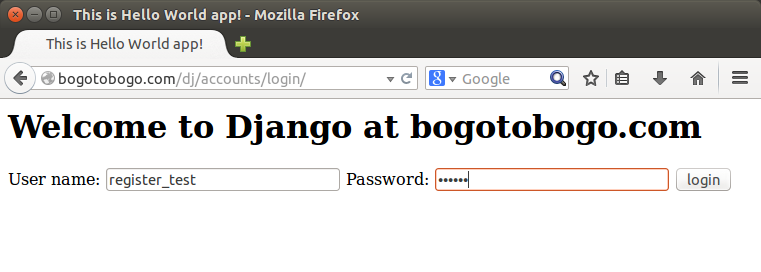 This is Hello World app! - Mozilla Firefox
This is Hello World app!
bogotobogo.com/dj/accounts/login/ 8 Google
Welcome to Django at bogotobogo.com
User name: register_test Password: •••••• login